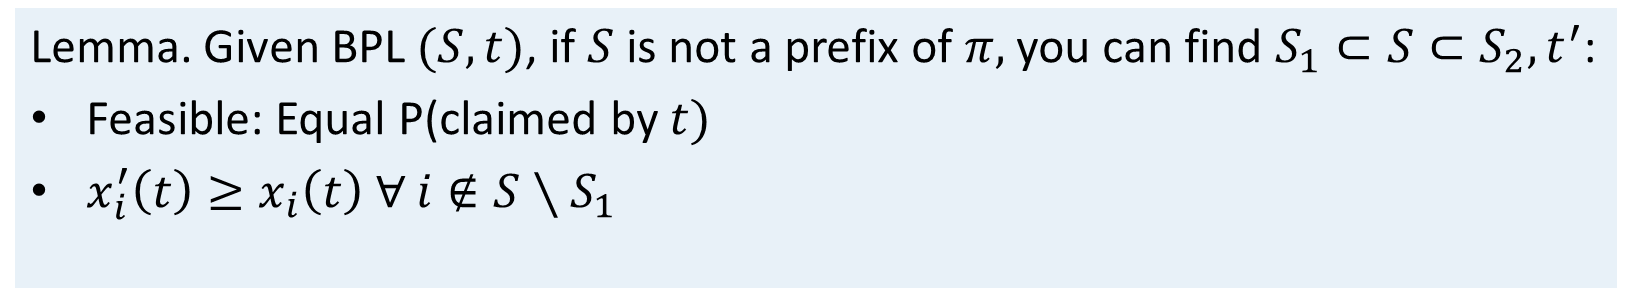 Lemma. Given BPL (S, t), if S is not a prefix of π, you can find S₁ ⊂ S ⊂ S₂, t′:
• Feasible: Equal P(claimed by t)
• x′ᵢ(t) ≥ xᵢ(t) ∀ i ∉ S \ S₁